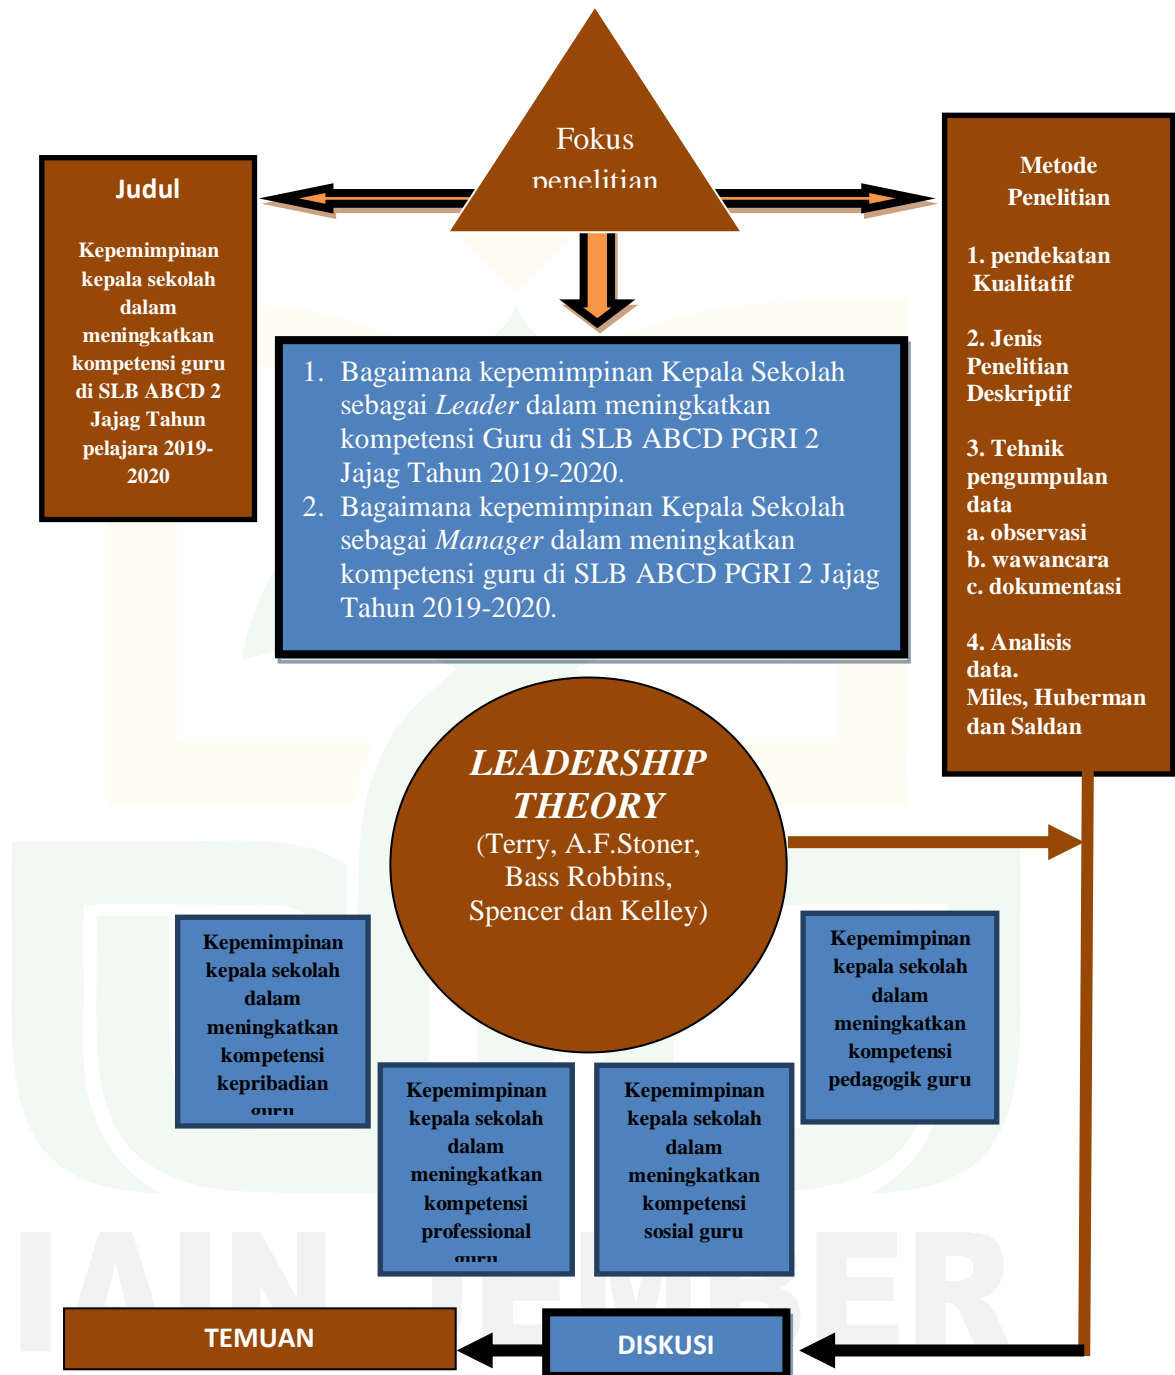 Fokus
penelitian
Judul
Kepemimpinan
kepala sekolah
dalam
meningkatkan
kompetensi guru
di SLB ABCD 2
Jajag Tahun
pelajara 2019-
2020
Metode
Penelitian
1. pendekatan
Kualitatif
2. Jenis
Penelitian
Deskriptif
3. Tehnik
pengumpulan
data
a. observasi
b. wawancara
c. dokumentasi
4. Analisis
data.
Miles, Huberman
dan Saldan
1. Bagaimana kepemimpinan Kepala Sekolah
sebagai Leader dalam meningkatkan
kompetensi Guru di SLB ABCD PGRI 2
Jajag Tahun 2019-2020.
2. Bagaimana kepemimpinan Kepala Sekolah
sebagai Manager dalam meningkatkan
kompetensi guru di SLB ABCD PGRI 2 Jajag
Tahun 2019-2020.
LEADERSHIP
THEORY
(Terry, A.F.Stoner,
Bass Robbins,
Spencer dan Kelley)
Kepemimpinan
kepala sekolah
dalam
meningkatkan
kompetensi
kepribadian
guru
Kepemimpinan
kepala sekolah
dalam
meningkatkan
kompetensi
professional
guru
Kepemimpinan
kepala sekolah
dalam
meningkatkan
kompetensi
sosial guru
Kepemimpinan
kepala sekolah
dalam
meningkatkan
kompetensi
pedagogik guru
IAIN JEMBER
TEMUAN
DISKUSI